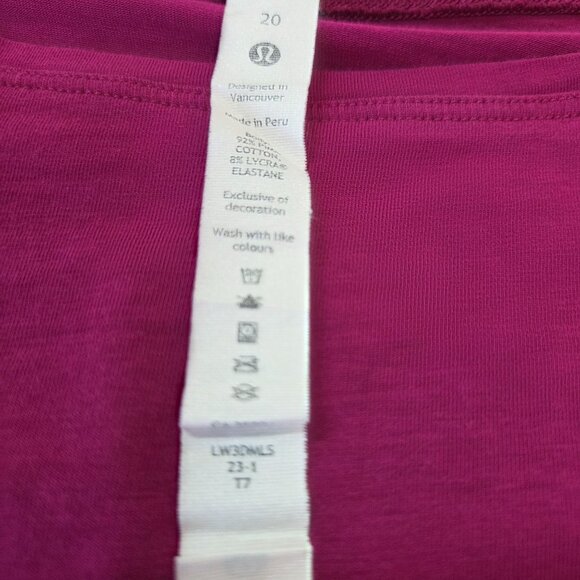 20
Designed in
Vancouver
Made in Peru
92%
COTTON,
8% LYCRA®
ELASTANE
Exclusive of
decoration
Wash with like
colours
LW3DMLS
23-1
T7